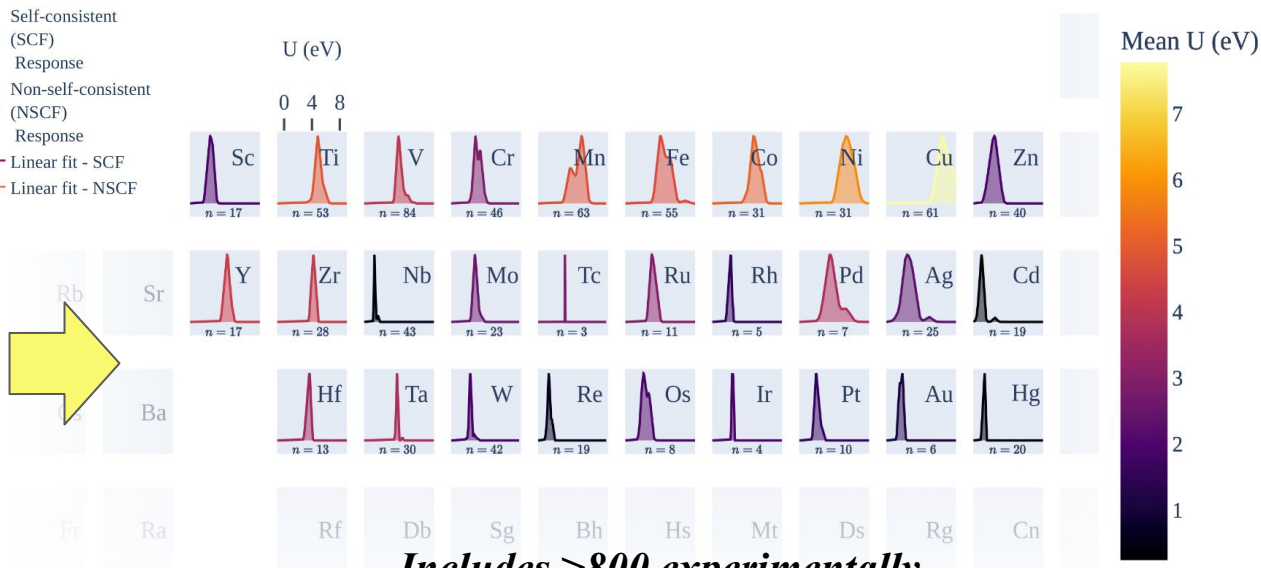 Self-consistent
(SCF)
Response
Non-self-consistent
(NSCF)
Response
Linear fit - SCF
Linear fit - NSCF
U (eV)
0 4 8
Mean U (eV)
7
6
5
4
3
2
1
Sc Ti V Cr Mn Fe Co Ni Cu Zn
n = 17 n = 53 n = 84 n = 46 n = 63 n = 55 n = 31 n = 31 n = 61 n = 40
Rb Sr Y Zr Nb Mo Tc Ru Rh Pd Ag Cd
n = 17 n = 28 n = 43 n = 23 n = 3 n = 11 n = 5 n = 7 n = 25 n = 19
Ba Hf Ta W Re Os Ir Pt Au Hg
n = 13 n = 30 n = 42 n = 19 n = 8 n = 4 n = 10 n = 6 n = 20
Fr Ra Rf Db Sg Bh Hs Mt Ds Rg Cn
Includes >800 experimentally